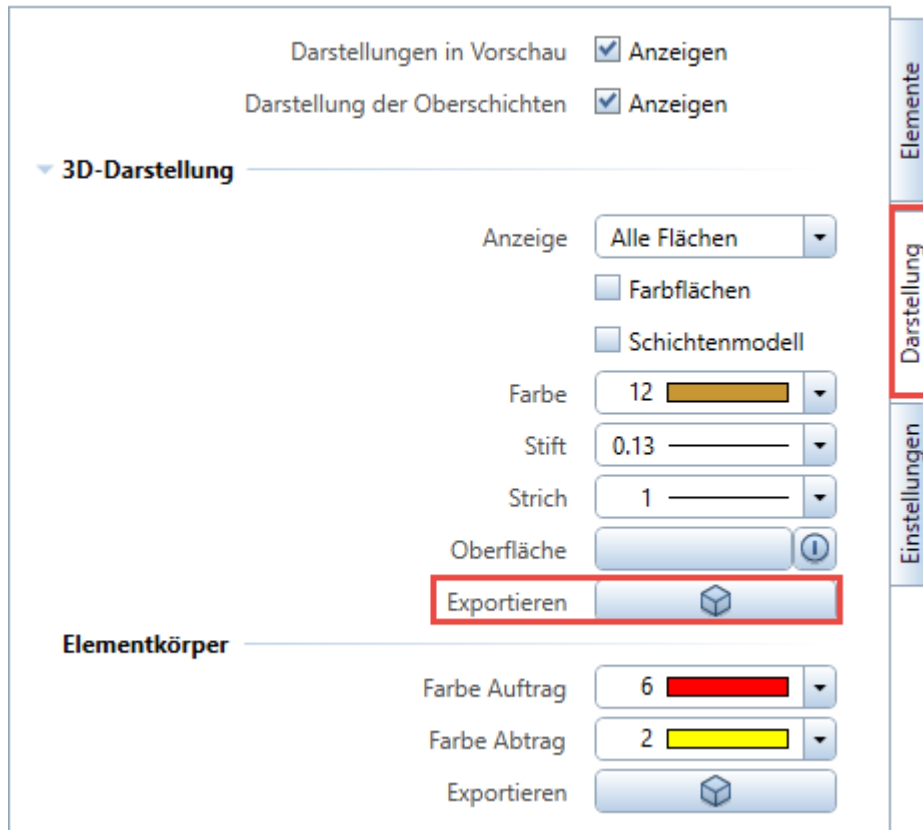 Darstellungen in Vorschau Anzeigen
Darstellung der Oberschichten Anzeigen
3D-Darstellung
Anzeige Alle Flächen
Farbflächen
Schichtenmodell
Farbe 12
Stift 0.13
Strich 1
Oberfläche
Exportieren
Elementkörper
Farbe Auftrag 6
Farbe Abtrag 2
Exportieren
Elemente
Darstellung
Einstellungen